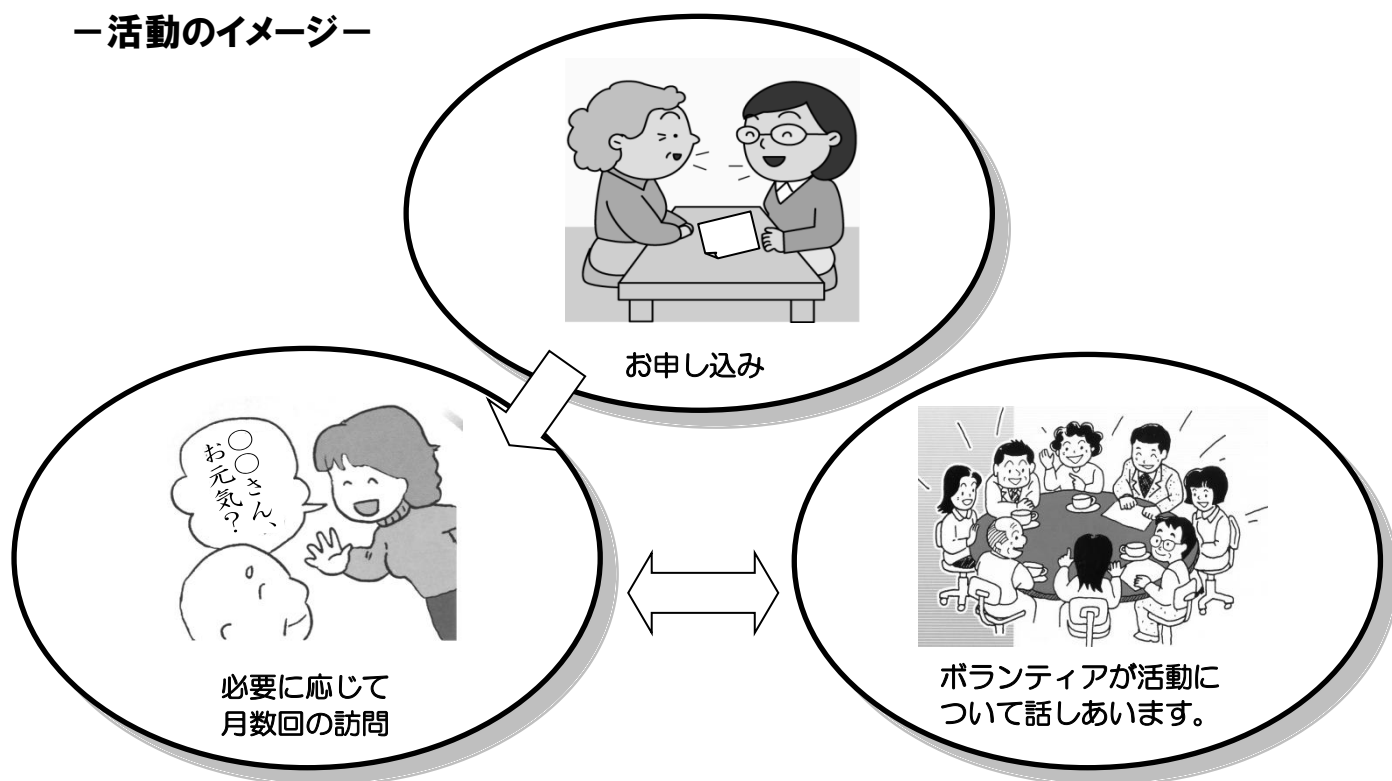 －活動のイメージ－
お申し込み
〇〇さん、
お元気？
必要に応じて
月数回の訪問
ボランティアが活動に
ついて話しあいます。